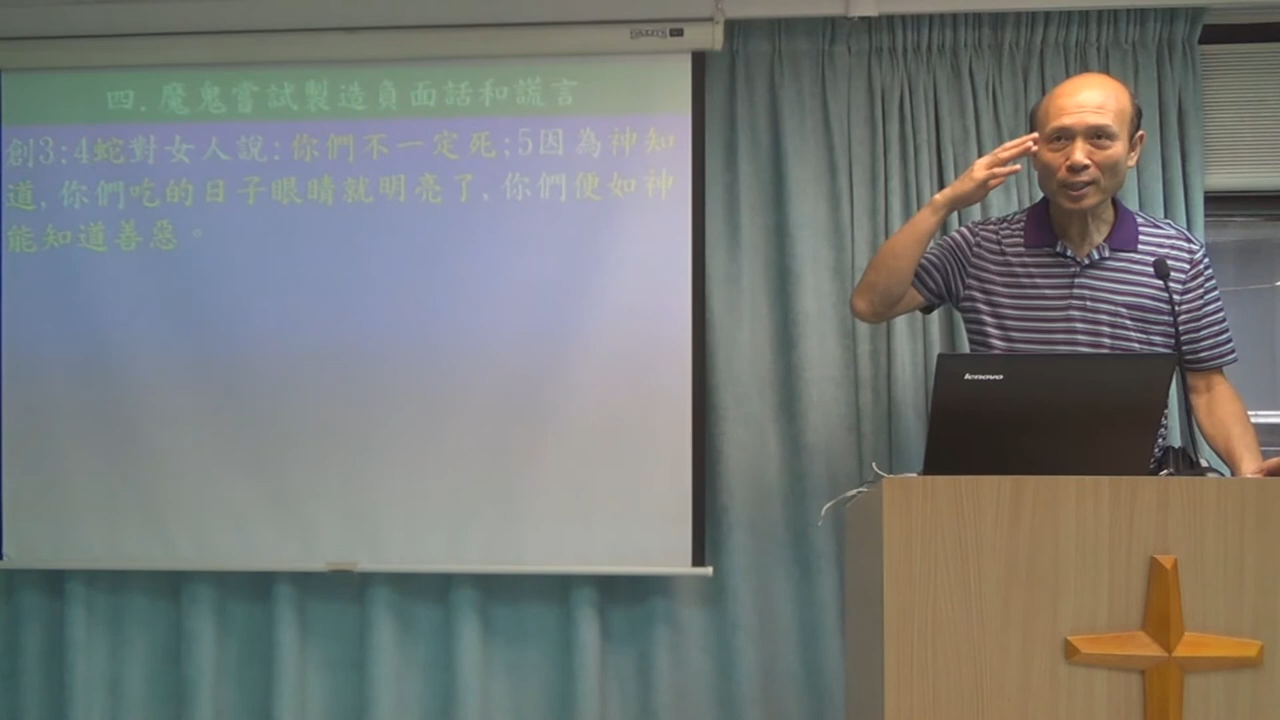 四.魔鬼嘗試製造負面話和謊言
創3:4蛇對女人說:你們不一定死;5因為神知
道,你們吃的日子眼睛就明亮了,你們便如神
能知道善惡。
lenovo